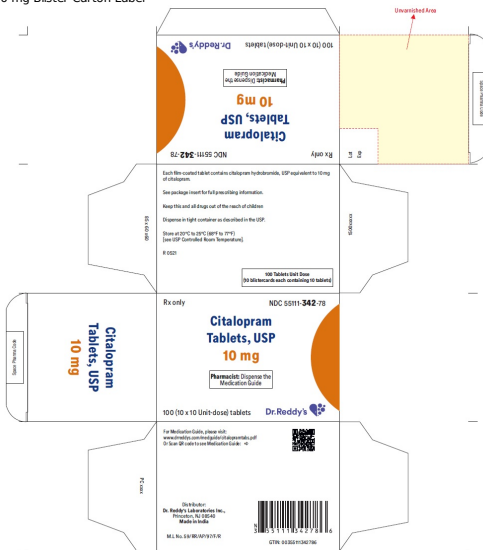 0 mg Blister Carton Label
Unvarnished Area
100 (10 x 10 Unit-dose) tablets
Dr.Reddy's
Pharmacist: Dispense the
Medication Guide
Citalopram
Tablets, USP
10 mg
Rx only
NDC 55111-342-78
Lot
Exp
Each film-coated tablet contains citalopram hydrobromide, USP equivalent to 10 mg
of citalopram.
See package insert for full prescribing information.
Keep this and all drugs out of the reach of children
Dispense in tight container as described in the USP.
Store at 20°C to 25°C (68°F to 77°F)
[see USP Controlled Room Temperature].
R 0021
100 Tablets Unit Dose
(10 blistercards each containing 10 tablets)
Rx only
NDC 55111-342-78
Citalopram
Tablets, USP
10 mg
Pharmacist: Dispense the
Medication Guide
100 (10 x 10 Unit-dose) tablets
Dr.Reddy's
Space Pharma Code
Citalopram
Tablets, USP
10 mg
For Medication Guide, please visit:
www.drreddys.com/medguide/citalopramtabs.pdf
Or Scan QR code to see Medication Guide:
Distributor:
Dr. Reddy's Laboratories Inc.,
Princeton, NJ 08540
Made in India
GTIN: 00355111342786